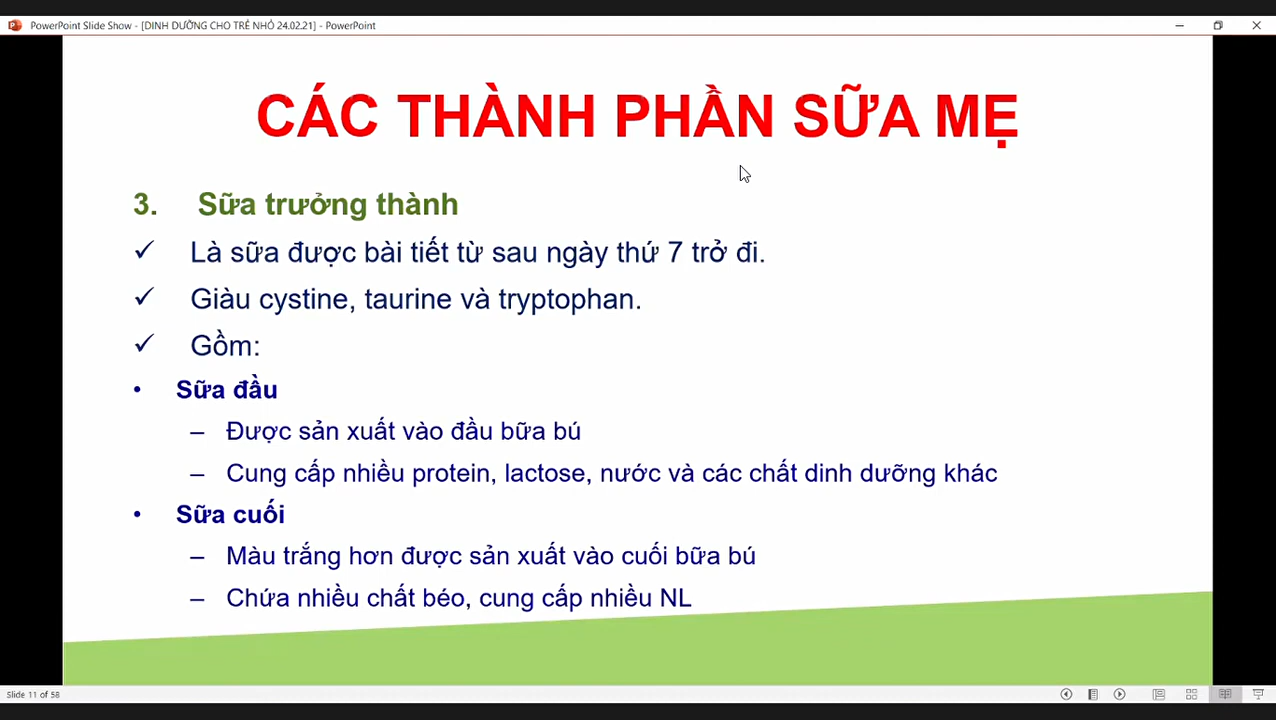 PowerPoint Slide Show - [DINH DƯỠNG CHO TRẺ NHỎ 24.02.21] - PowerPoint
CÁC THÀNH PHẦN SỮA MẸ
3. Sữa trưởng thành
✓ Là sữa được bài tiết từ sau ngày thứ 7 trở đi.
✓ Giàu cystine, taurine và tryptophan.
✓ Gồm:
• Sữa đầu
– Được sản xuất vào đầu bữa bú
– Cung cấp nhiều protein, lactose, nước và các chất dinh dưỡng khác
• Sữa cuối
– Màu trắng hơn được sản xuất vào cuối bữa bú
– Chứa nhiều chất béo, cung cấp nhiều NL
Slide 11 of 58